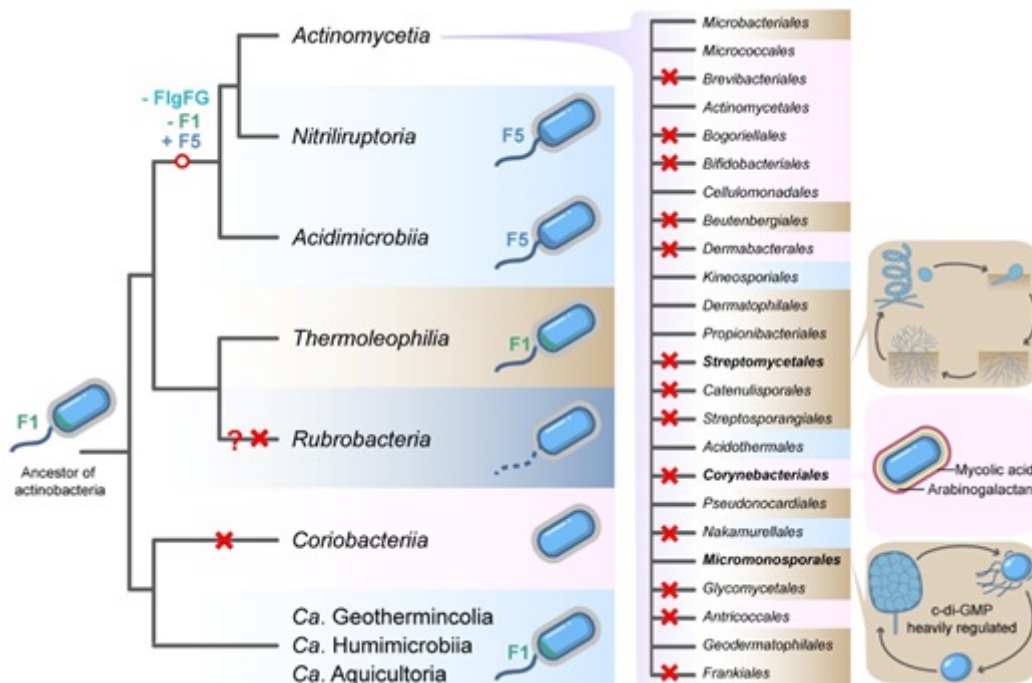 Actinomycetia
- FlgFG
- F1
+ F5
Nitriliruptoria
F5
Acidimicrobiia
F5
Thermoleophilia
F1
? Rubrobacteria
F1
Ancestor of
actinobacteria
Coriobacteriia
Ca. Geothermincolia
Ca. Humimicrobiia
Ca. Aquicultoria
F1
Microbacteriales
Micrococcales
Brevibacteriales
Actinomycetales
Bogoriellales
Bifidobacteriales
Cellulomonadales
Beutenbergiales
Dermabacterales
Kineosporiales
Dermatophilales
Propionibacteriales
Streptomycetales
Catenulisporales
Streptosporangiales
Acidothermales
Corynebacteriales
Pseudonocardiales
Nakamurellales
Micromonosporales
Glycomycetales
Antricoccales
Geodermatophilales
Frankiales
Mycolic acid
Arabinogalactan
c-di-GMP
heavily regulated